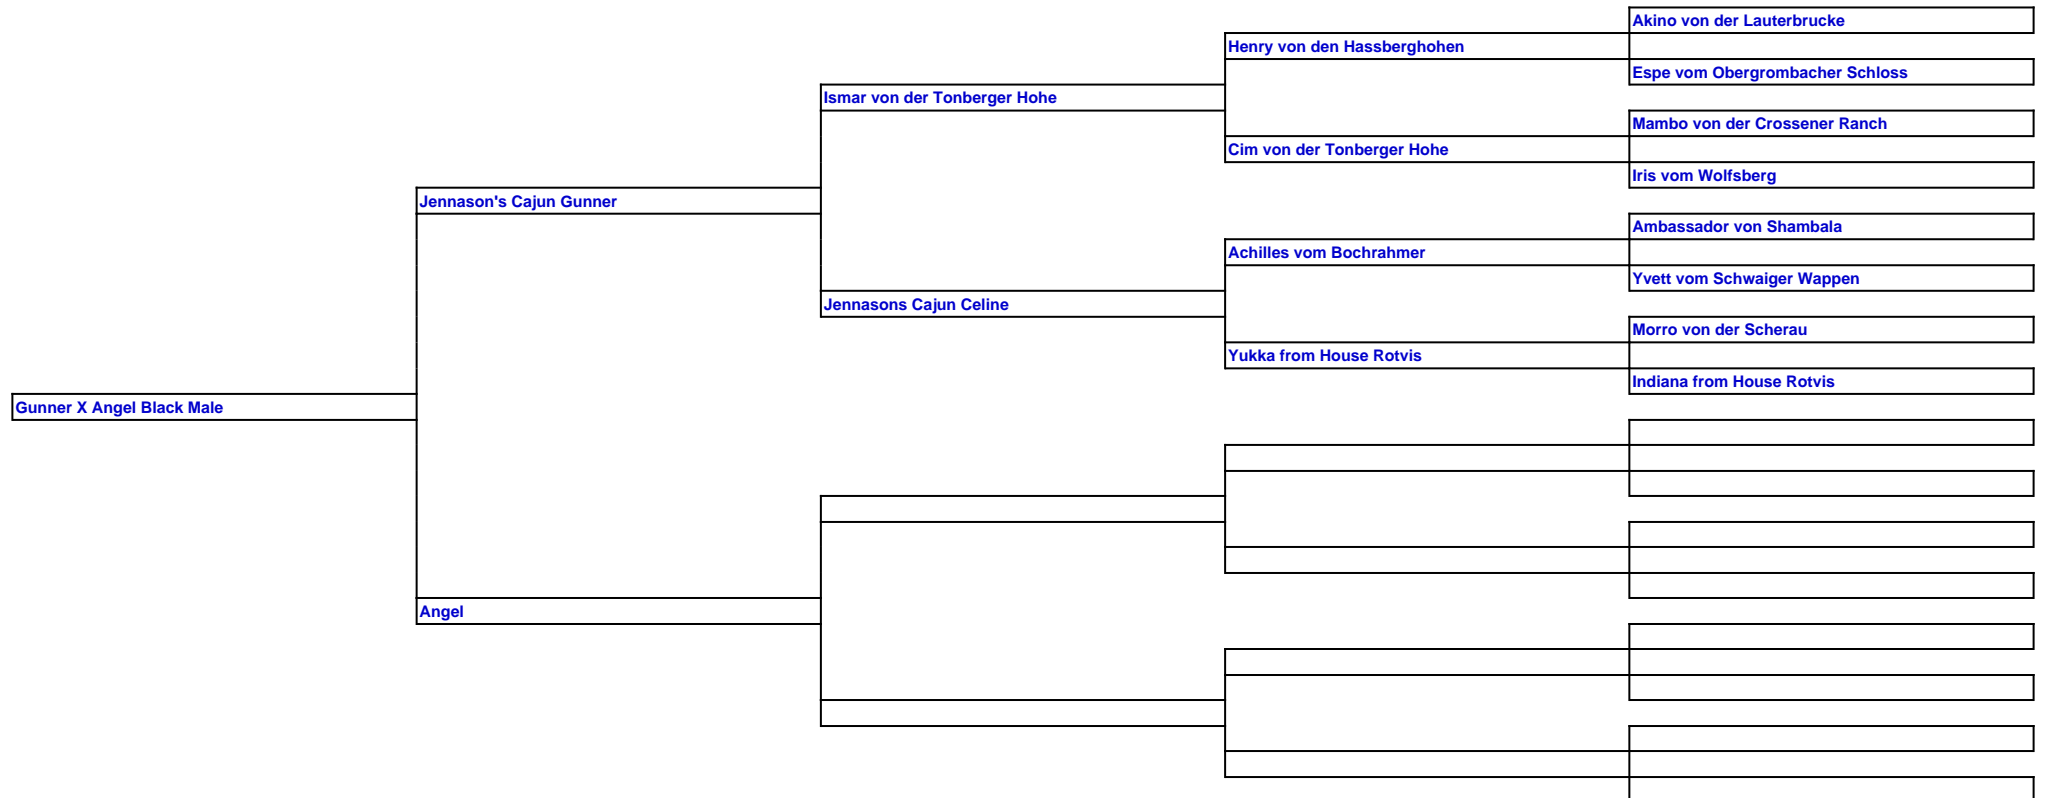 Akino von der Lauterbrucke
Henry von den Hassberghohen
Espe vom Obergrombacher Schloss
Ismar von der Tonberger Hohe
Mambo von der Crossener Ranch
Cim von der Tonberger Hohe
Iris vom Wolfsberg
Jennason's Cajun Gunner
Ambassador von Shambala
Achilles vom Bochrahmer
Yvett vom Schwaiger Wappen
Jennasons Cajun Celine
Morro von der Scherau
Yukka from House Rotvis
Indiana from House Rotvis
Gunner X Angel Black Male
Angel